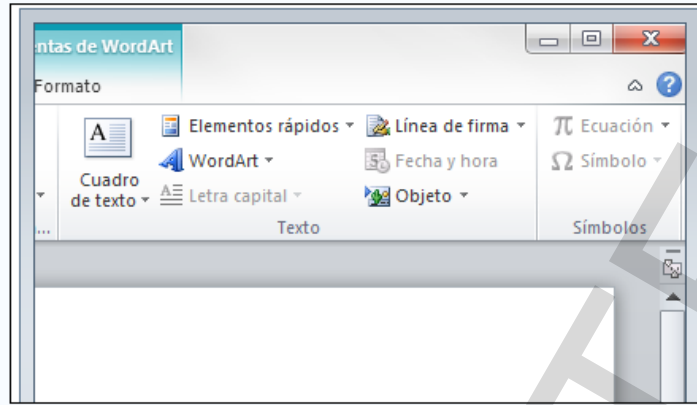 ntas de WordArt
Formato
A
Cuadro
de texto
Elementos rápidos
WordArt
Letra capital
Línea de firma
Fecha y hora
Objeto
π Ecuación
Ω Símbolo
...
Texto
Símbolos